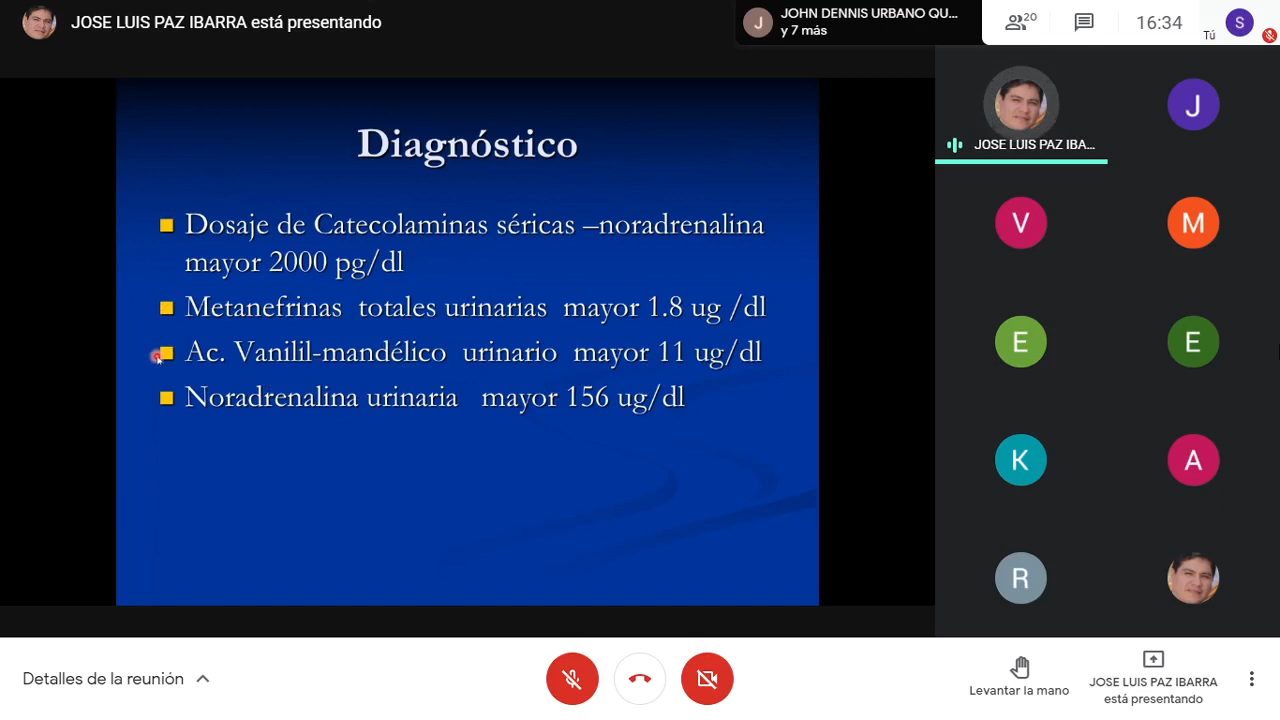 JOSE LUIS PAZ IBARRA está presentando
J
JOHN DENNIS URBANO QU...
y 7 más
20
16:34
Tú
S
Diagnóstico
Dosaje de Catecolaminas séricas –noradrenalina
mayor 2000 pg/dl
Metanefrinas totales urinarias mayor 1.8 ug /dl
Ac. Vanilil-mandélico urinario mayor 11 ug/dl
Noradrenalina urinaria mayor 156 ug/dl
JOSE LUIS PAZ IBA...
J
V
M
E
E
K
A
R
Detalles de la reunión
Levantar la mano
JOSE LUIS PAZ IBARRA
está presentando